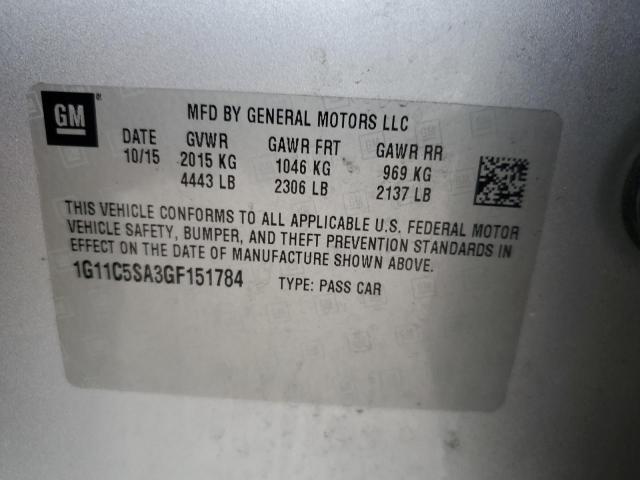 GM
MFD BY GENERAL MOTORS LLC
DATE GVWR GAWR FRT GAWR RR
10/15 2015 KG 1046 KG 969 KG
4443 LB 2306 LB 2137 LB
THIS VEHICLE CONFORMS TO ALL APPLICABLE U.S. FEDERAL MOTOR
VEHICLE SAFETY, BUMPER, AND THEFT PREVENTION STANDARDS IN
EFFECT ON THE DATE OF MANUFACTURE SHOWN ABOVE.
1G11C5SA3GF151784 TYPE: PASS CAR